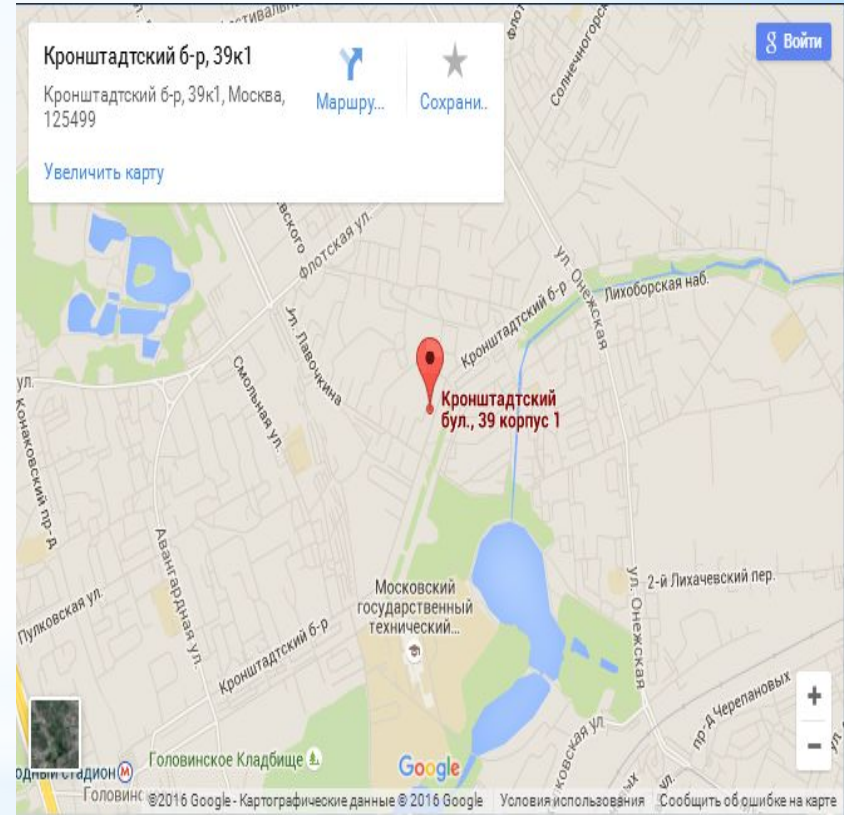 Кронштадтский б-р, 39к1
Кронштадтский б-р, 39к1, Москва,
125499
Маршру...
Сохрани..
Увеличить карту
g Войти
Солнечногорск
Флотская ул.
ул. Онежская
Лихоборская наб.
Кронштадтский б-р
ул. Лавочкина
Смольная ул.
Кронштадтский
бул., 39 корпус 1
ул.
Конаковский пр-д
Авангардная ул.
Пулковская ул.
Московский
государственный
технический...
2-й Лихачевский пер.
ул. Онежская
Кронштадтский б-р
пр-д Черепановых
Головинское Кладбище
Google
+
−
©2016 Google - Картографические данные © 2016 Google
Условия использования
Сообщить об ошибке на карте